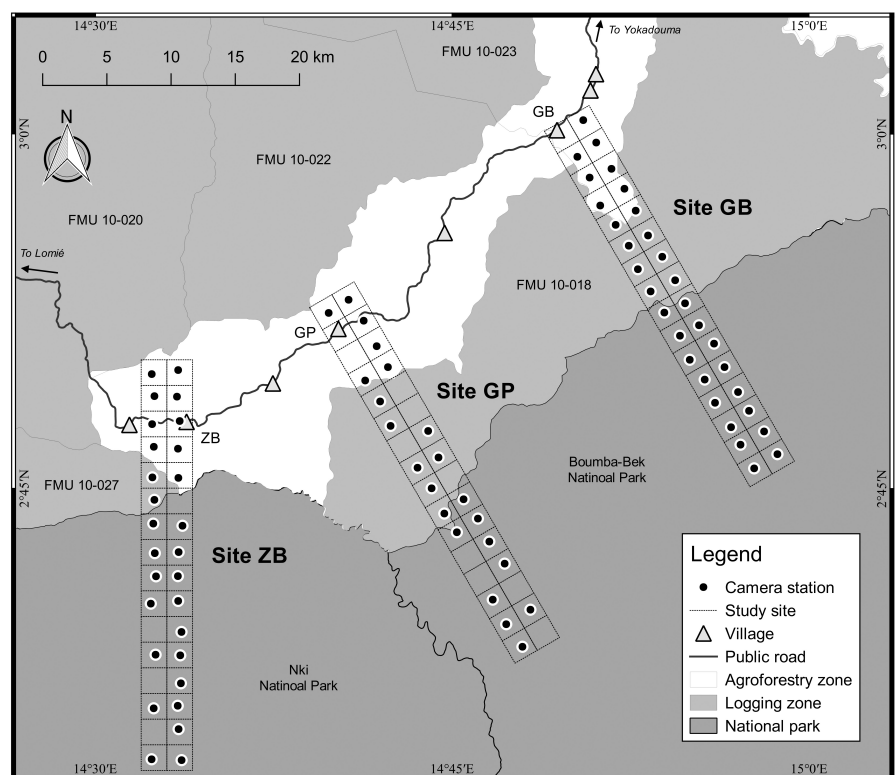 14°30'E
14°45'E
15°0'E
To Yokadouma
FMU 10-023
0 5 10 15 20 km
GB
3°0'N
3°0'N
N
FMU 10-022
Site GB
FMU 10-020
To Lomié
FMU 10-018
GP
Site GP
ZB
Boumba-Bek
Natinoal Park
FMU 10-027
2°45'N
2°45'N
Site ZB
Legend
Camera station
Study site
Village
Public road
Agroforestry zone
Logging zone
National park
Nki
Natinoal Park
14°30'E
14°45'E
15°0'E